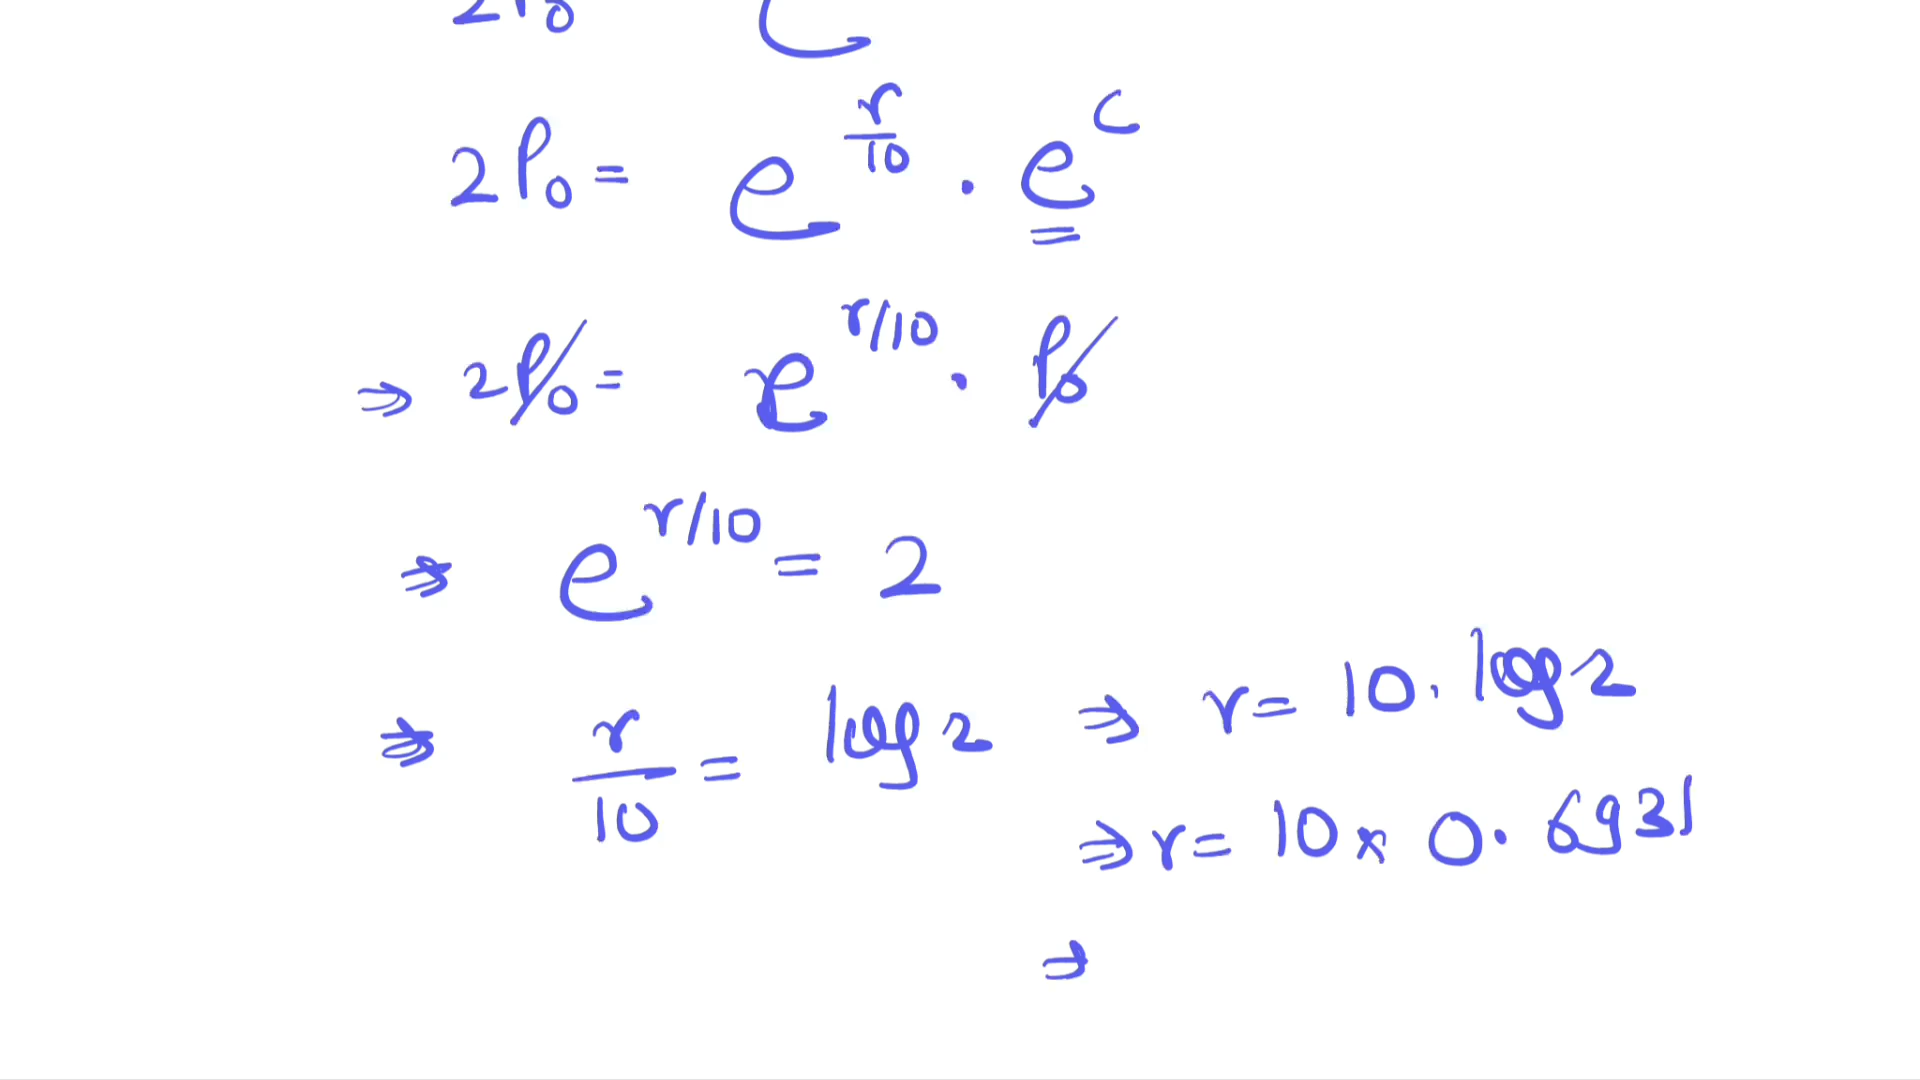 2P₀ = e^(r/10) · e^c
⇒ 2P₀ = e^(r/10) · P₀
⇒ e^(r/10) = 2
⇒ r/10 = log 2 ⇒ r = 10 · log 2
⇒ r = 10 × 0.6931
⇒